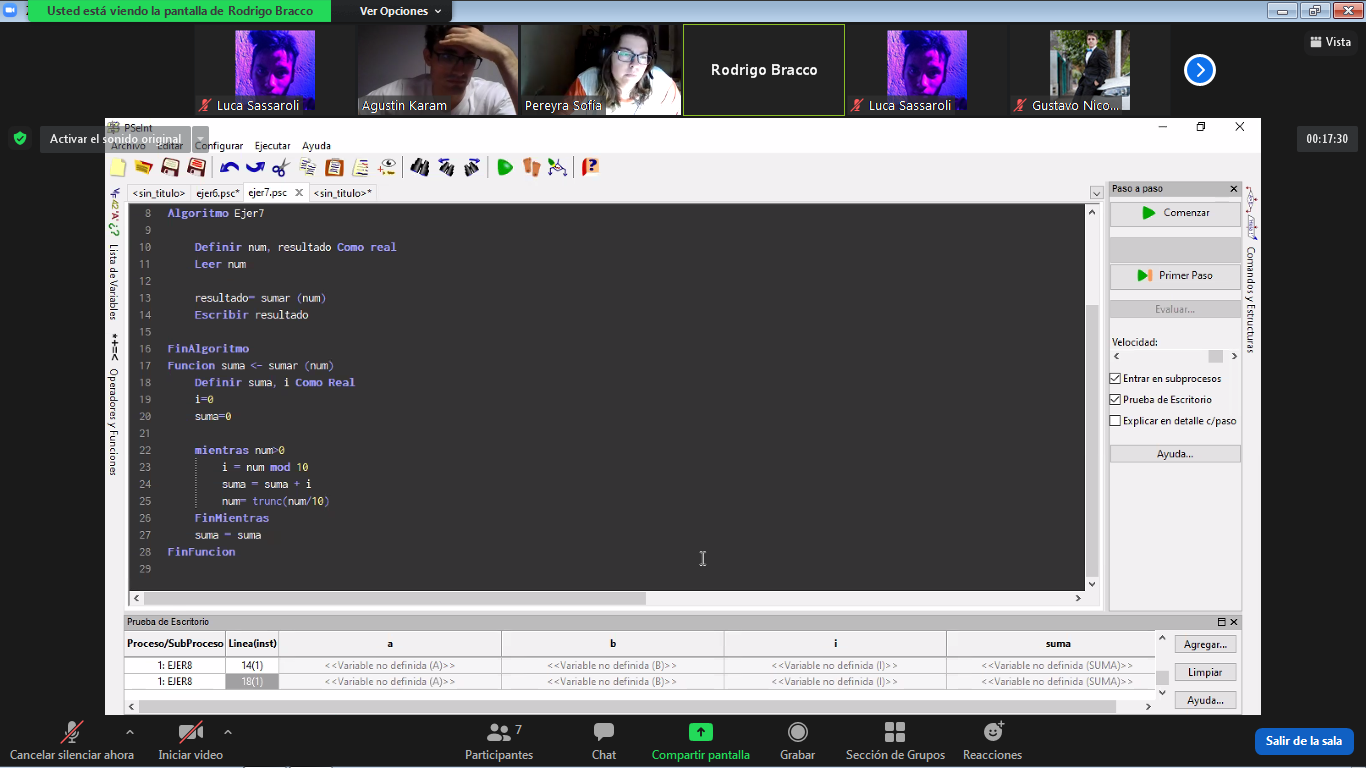 Usted está viendo la pantalla de Rodrigo Bracco
Ver Opciones
Vista
Luca Sassaroli
Agustin Karam
Pereyra Sofía
Rodrigo Bracco
Luca Sassaroli
Gustavo Nico...
Activar el sonido original
00:17:30
PSeInt
Archivo Editar Configurar Ejecutar Ayuda
<sin_titulo> ejer6.psc* ejer7.psc <sin_titulo>*
Lista de Variables
Operadores y Funciones
8 Algoritmo Ejer7
9
10 Definir num, resultado Como real
11 Leer num
12
13 resultado= sumar (num)
14 Escribir resultado
15
16 FinAlgoritmo
17 Funcion suma <- sumar (num)
18 Definir suma, i Como Real
19 i=0
20 suma=0
21
22 mientras num>0
23 i = num mod 10
24 suma = suma + i
25 num= trunc(num/10)
26 FinMientras
27 suma = suma
28 FinFuncion
29
Paso a paso
Comenzar
Primer Paso
Evaluar...
Velocidad:
Entrar en subprocesos
Prueba de Escritorio
Explicar en detalle c/paso
Ayuda...
Comandos y Estructuras
Prueba de Escritorio
Proceso/SubProceso Linea(inst) a b i suma
1: EJER8 14(1) <<Variable no definida (A)>> <<Variable no definida (B)>> <<Variable no definida (I)>> <<Variable no definida (SUMA)>>
1: EJER8 18(1) <<Variable no definida (A)>> <<Variable no definida (B)>> <<Variable no definida (I)>> <<Variable no definida (SUMA)>>
Agregar...
Limpiar
Ayuda...
Cancelar silenciar ahora
Iniciar video
7
Participantes
Chat
Compartir pantalla
Grabar
Sección de Grupos
Reacciones
Salir de la sala